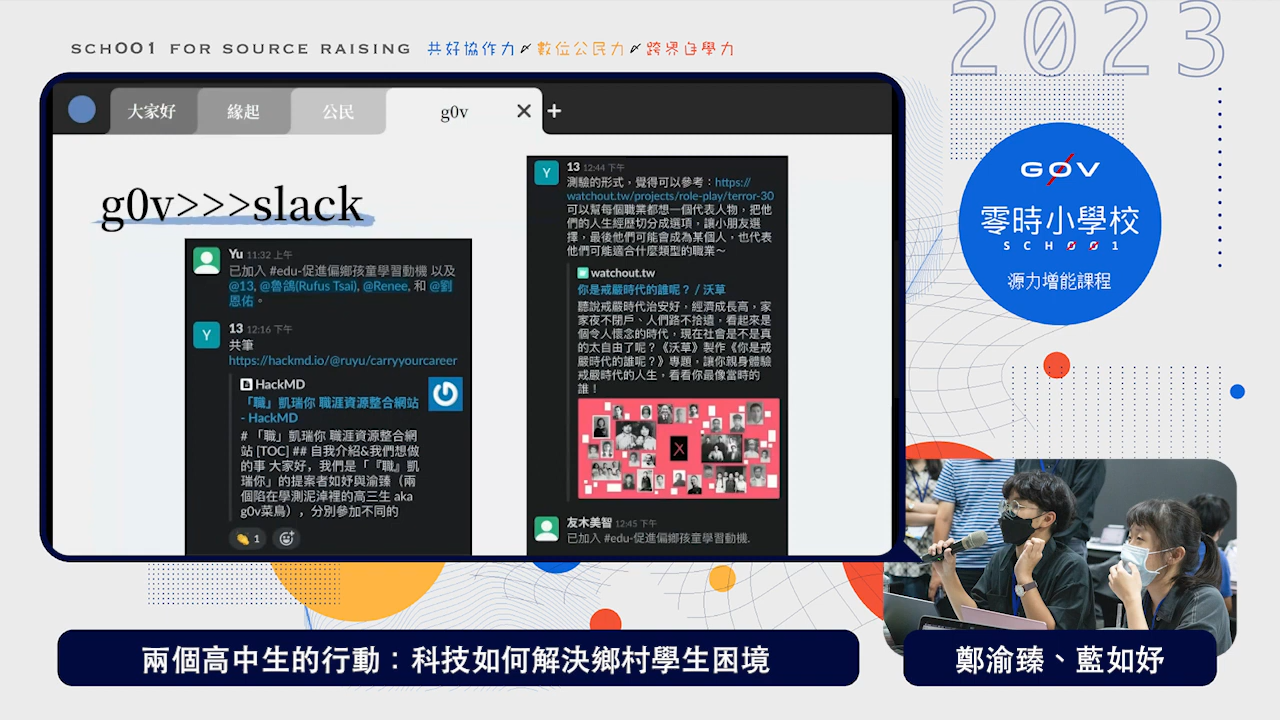 SCH001 FOR SOURCE RAISING 共好協作力 數位公民力 跨界自學力
2023
大家好 緣起 公民 g0v × +
g0v>>>slack
Yu 11:32 上午
已加入 #edu-促進偏鄉孩童學習動機 以及
@13, @魯鴿(Rufus Tsai), @Renee, 和 @劉
恩佑。
Y
13 12:16 下午
共筆
https://hackmd.io/@ruyu/carryyourcareer
HackMD
「職」凱瑞你 職涯資源整合網站
- HackMD
# 「職」凱瑞你 職涯資源整合網
站 [TOC] ## 自我介紹&我們想做
的事 大家好，我們是「『職』凱
瑞你」的提案者如妤與渝臻（兩
個陷在學測泥淖裡的高三生 aka
g0v菜鳥），分別參加不同的
1
Y
13 12:44 下午
測驗的形式，覺得可以參考：https://
watchout.tw/projects/role-play/terror-30
可以幫每個職業都想一個代表人物，把他
們的人生經歷切分成選項，讓小朋友選
擇，最後他們可能會成為某個人，也代表
他們可能適合什麼類型的職業～
watchout.tw
你是戒嚴時代的誰呢？ / 沃草
聽說戒嚴時代治安好，經濟成長高，家
家夜不閉戶、人們路不拾遺，看起來是
個令人懷念的時代，現在社會是不是真
的太自由了呢？《沃草》製作《你是戒
嚴時代的誰呢？》專題，讓你親身體驗
戒嚴時代的人生，看看你最像當時的
誰！
X
友木美智 12:45 下午
已加入 #edu-促進偏鄉孩童學習動機.
G0V
零時小學校
SCH001
源力增能課程
兩個高中生的行動：科技如何解決鄉村學生困境
鄭渝臻、藍如妤